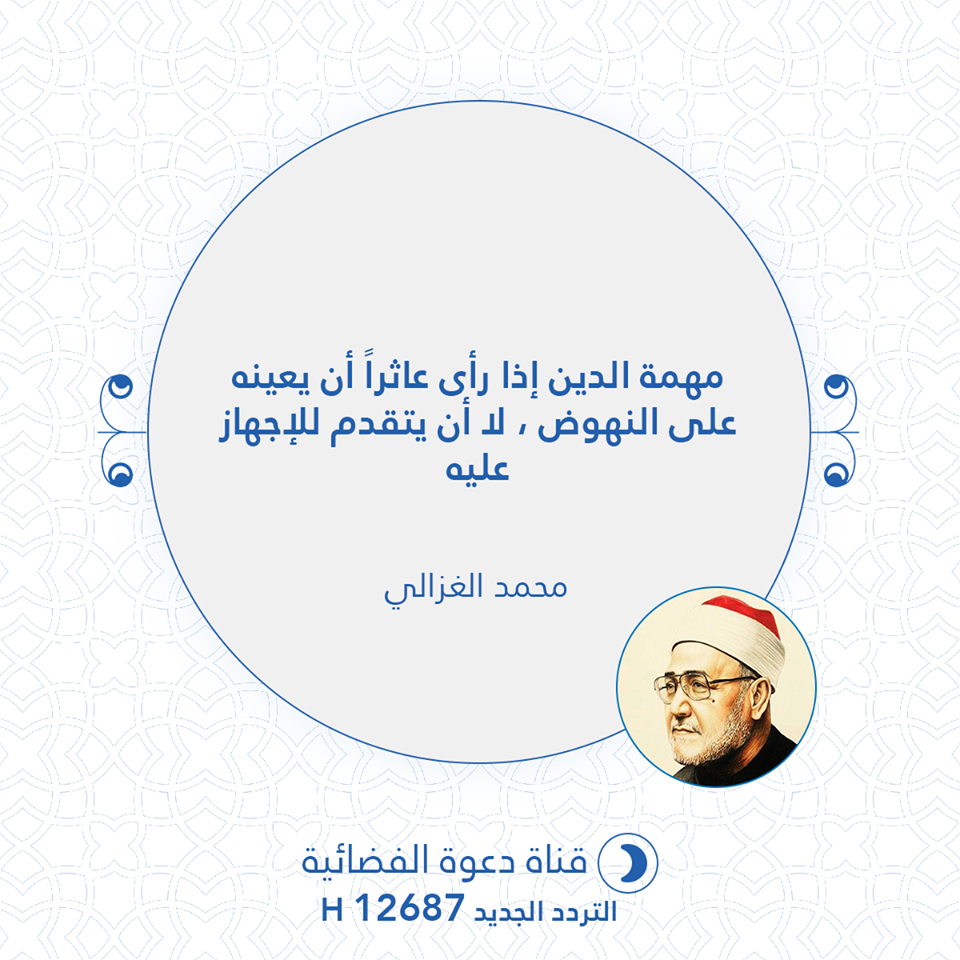 مهمة الدين إذا رأى عاثراً أن يعينه
على النهوض ، لا أن يتقدم للإجهاز
عليه
محمد الغزالي
قناة دعوة الفضائية
التردد الجديد 12687 H